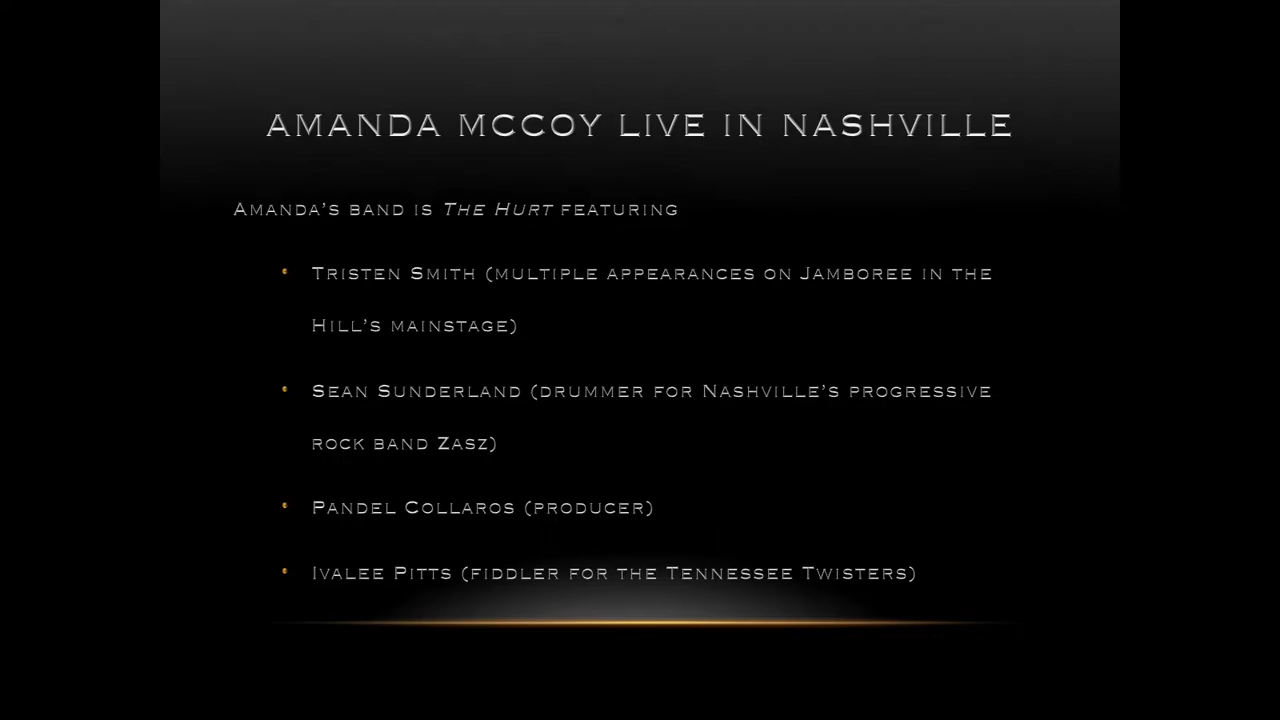 AMANDA MCCOY LIVE IN NASHVILLE
AMANDA'S BAND IS THE HURT FEATURING
• TRISTEN SMITH (MULTIPLE APPEARANCES ON JAMBOREE IN THE
HILL'S MAINSTAGE)
• SEAN SUNDERLAND (DRUMMER FOR NASHVILLE'S PROGRESSIVE
ROCK BAND ZASZ)
• PANDEL COLLAROS (PRODUCER)
• IVALEE PITTS (FIDDLER FOR THE TENNESSEE TWISTERS)